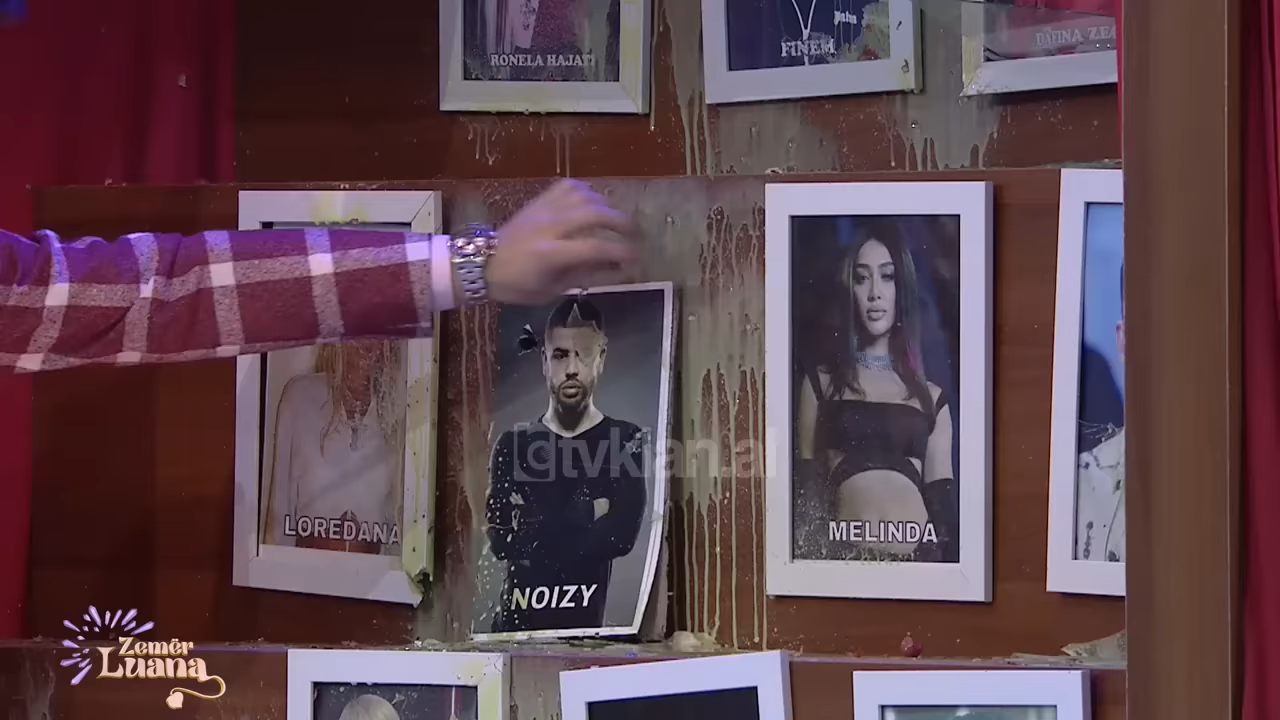 RONELA HAJATI
FINEM
DAFINA ZE
LOREDANA
NOIZY
MELINDA
tvklan.al
Zemër
Luana